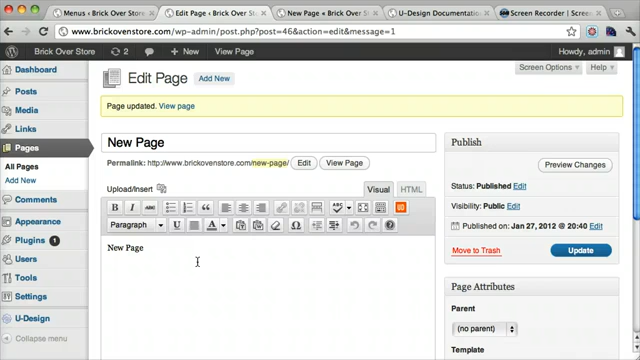 Menus ‹ Brick Over Store —
Edit Page ‹ Brick Over St
New Page « Brick Over St
U-Design Documentation
Screen Recorder | Screenc
www.brickovenstore.com/wp-admin/post.php?post=46&action=edit&message=1
Brick Over Store
2
+ New
View Page
Howdy, admin
Screen Options
Help
Dashboard
Posts
Media
Links
Pages
All Pages
Add New
Comments
Appearance
Plugins 1
Users
Tools
Settings
U-Design
Collapse menu
Edit Page Add New
Page updated. View page
New Page
Permalink: http://www.brickovenstore.com/new-page/ Edit View Page
Upload/Insert
Visual HTML
B I ABC
Paragraph U A
New Page
Publish
Preview Changes
Status: Published Edit
Visibility: Public Edit
Published on: Jan 27, 2012 @ 20:40 Edit
Move to Trash Update
Page Attributes
Parent
(no parent)
Template